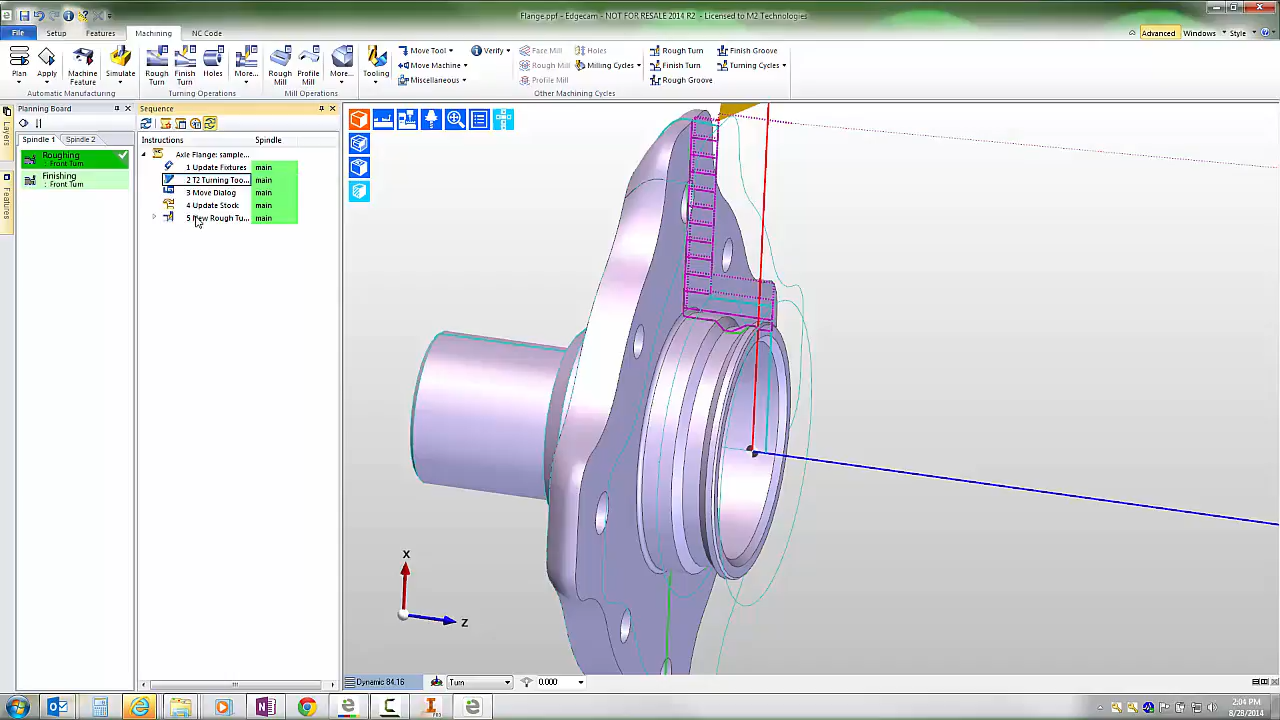 Flange - NOT FOR RESALE 2014 R2 - Licensed to M2 Technologies
File Setup Features Machining NC Code
Advanced Windows Style
Plan Apply Machine Feature Simulate
Rough Turn Finish Turn Holes More...
Rough Mill Profile Mill More...
Tooling
Move Tool Verify Face Mill Holes Rough Turn Finish Groove
Move Machine Rough Mill Milling Cycles Finish Turn Turning Cycles
Miscellaneous Profile Mill Rough Groove
Automatic Manufacturing Turning Operations Mill Operations Other Machining Cycles
Planning Board
Sequence
Layers
Features
Spindle 1 Spindle 2
Roughing
: Front Turn
Finishing
: Front Turn
Instructions Spindle
Axle Flange: sample...
1 Update Fixtures main
2 T2 Turning Too... main
3 Move Dialog main
4 Update Stock main
5 New Rough Tu... main
X
Z
Dynamic 84.16 Turn 0.000
2:04 PM
8/28/2014